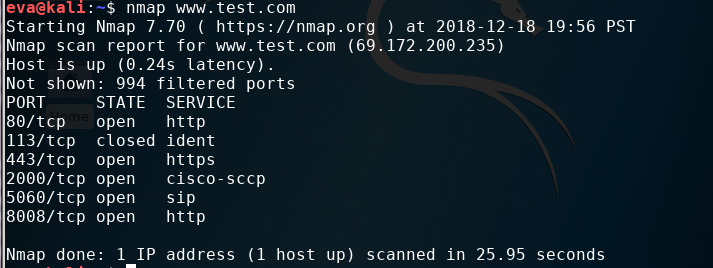 eva@kali:~$ nmap www.test.com
Starting Nmap 7.70 ( https://nmap.org ) at 2018-12-18 19:56 PST
Nmap scan report for www.test.com (69.172.200.235)
Host is up (0.24s latency).
Not shown: 994 filtered ports
PORT     STATE  SERVICE
80/tcp   open   http
113/tcp  closed ident
443/tcp  open   https
2000/tcp open   cisco-sccp
5060/tcp open   sip
8008/tcp open   http
Home
Nmap done: 1 IP address (1 host up) scanned in 25.95 seconds